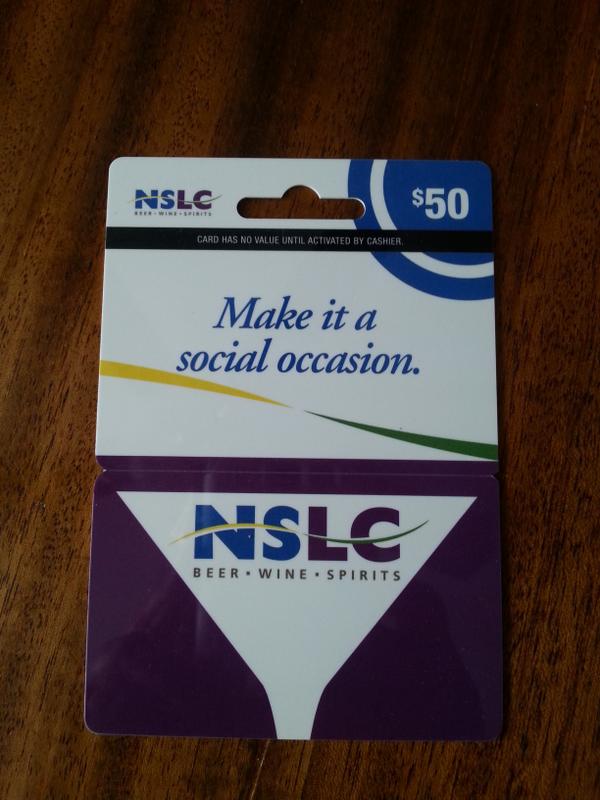 NSLC
BEER • WINE • SPIRITS
$50
CARD HAS NO VALUE UNTIL ACTIVATED BY CASHIER.
Make it a
social occasion.
NSLC
BEER • WINE • SPIRITS